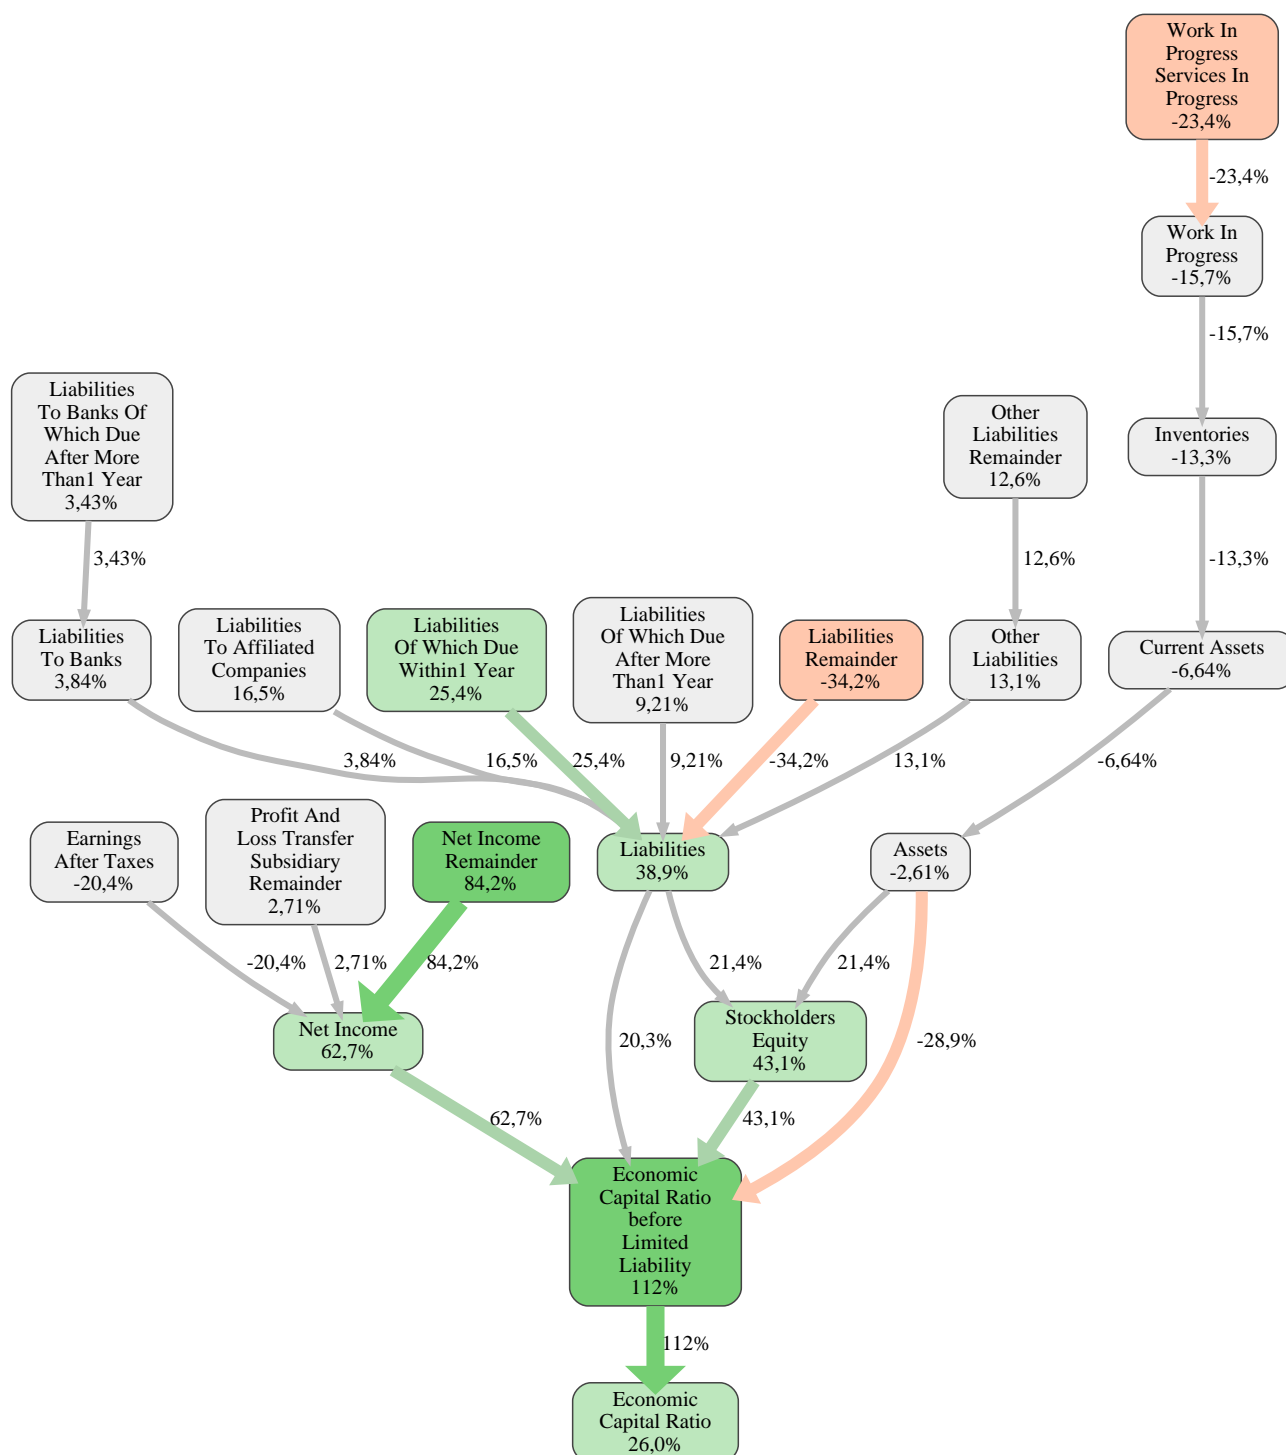 Work In
Progress
Services In
Progress
-23,4%
-23,4%
Work In
Progress
-15,7%
-15,7%
Liabilities
To Banks Of
Which Due
After More
Than1 Year
3,43%
Other
Liabilities
Remainder
12,6%
Inventories
-13,3%
3,43%
12,6%
-13,3%
Liabilities
To Banks
3,84%
Liabilities
To Affiliated
Companies
16,5%
Liabilities
Of Which Due
Within1 Year
25,4%
Liabilities
Of Which Due
After More
Than1 Year
9,21%
Liabilities
Remainder
-34,2%
Other
Liabilities
13,1%
Current Assets
-6,64%
3,84%
16,5%
25,4%
9,21%
-34,2%
13,1%
-6,64%
Earnings
After Taxes
-20,4%
Profit And
Loss Transfer
Subsidiary
Remainder
2,71%
Net Income
Remainder
84,2%
Liabilities
38,9%
Assets
-2,61%
-20,4%
2,71%
84,2%
21,4%
21,4%
Net Income
62,7%
20,3%
Stockholders
Equity
43,1%
-28,9%
62,7%
43,1%
Economic
Capital Ratio
before
Limited
Liability
112%
112%
Economic
Capital Ratio
26,0%